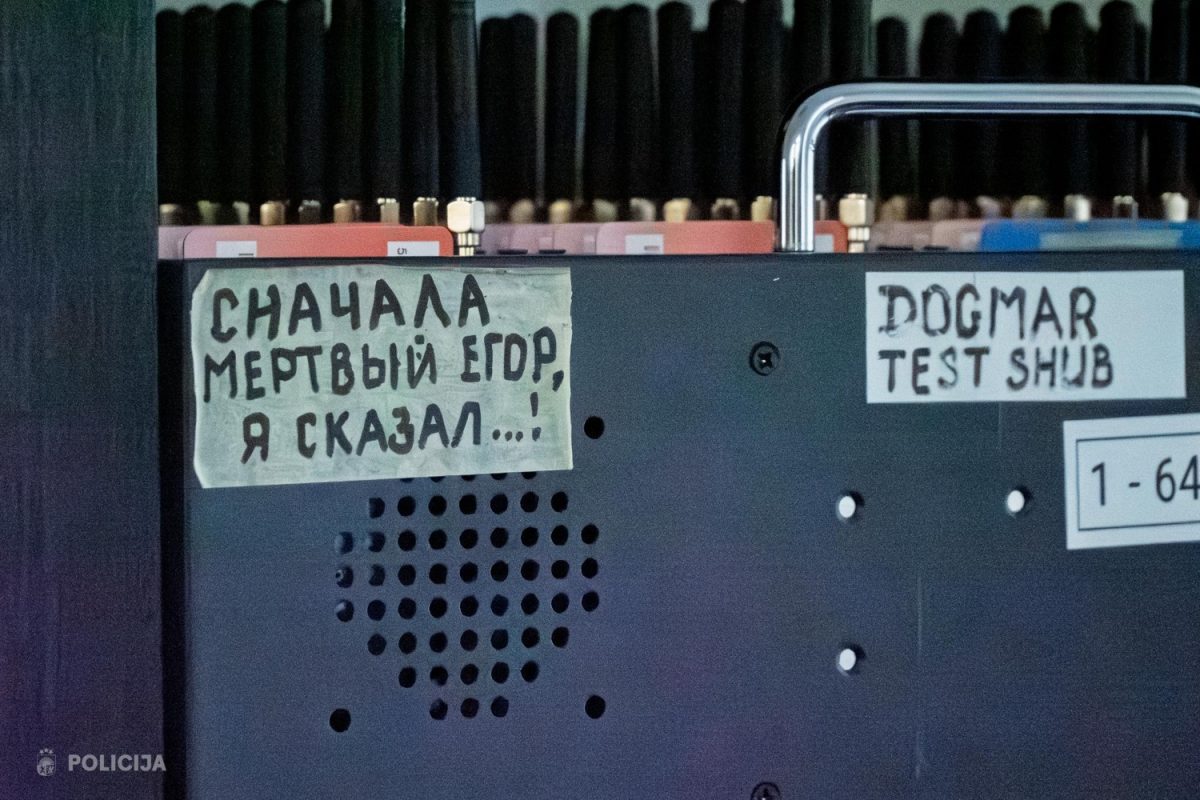 СНАЧАЛА
МЕРТВЫЙ ЕГОР,
Я СКАЗАЛ...!
DOGMAR
TEST SHUB
1 - 64
POLICIJA